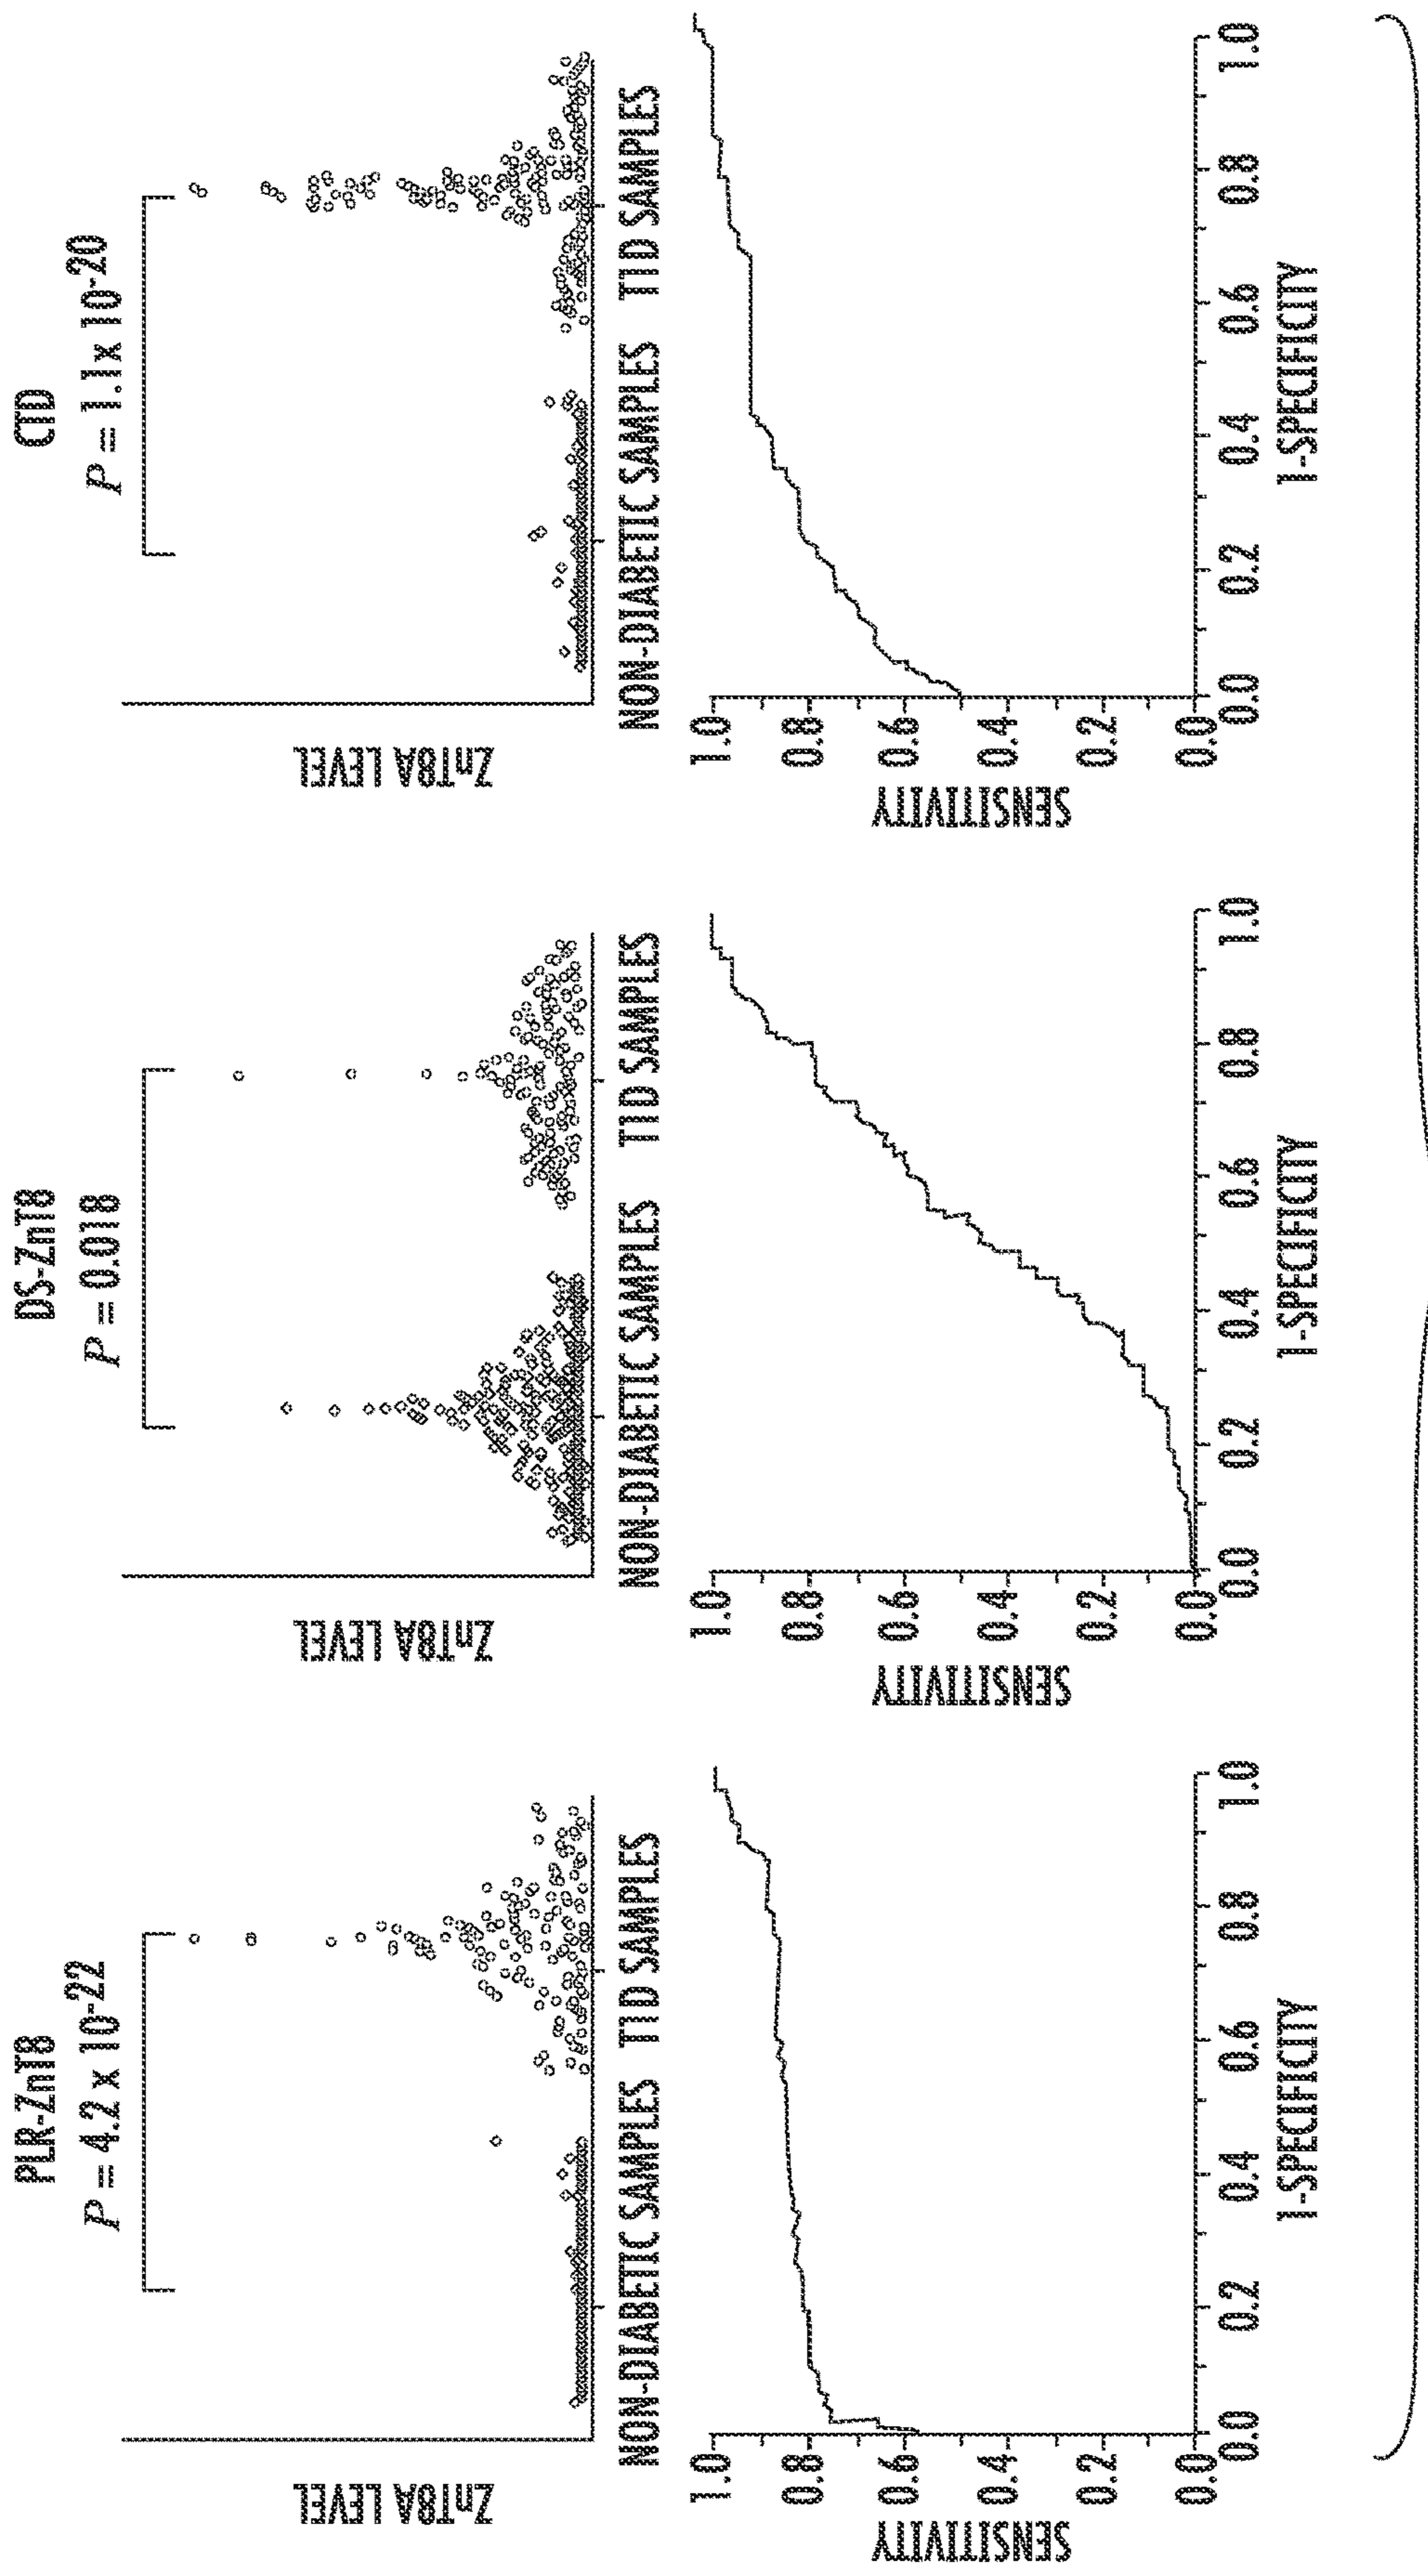 PLR-ZnT8
P = 4.2 x 10-22
ZnT8A LEVEL
NON-DIABETIC SAMPLES T1D SAMPLES
SENSITIVITY
1.0
0.8
0.6
0.4
0.2
0.0
0.0 0.2 0.4 0.6 0.8 1.0
1-SPECIFICITY
DS-ZnT8
P = 0.018
ZnT8A LEVEL
NON-DIABETIC SAMPLES T1D SAMPLES
SENSITIVITY
1.0
0.8
0.6
0.4
0.2
0.0
0.0 0.2 0.4 0.6 0.8 1.0
1-SPECIFICITY
CTD
P = 1.1x 10-20
ZnT8A LEVEL
NON-DIABETIC SAMPLES T1D SAMPLES
SENSITIVITY
1.0
0.8
0.6
0.4
0.2
0.0
0.0 0.2 0.4 0.6 0.8 1.0
1-SPECIFICITY